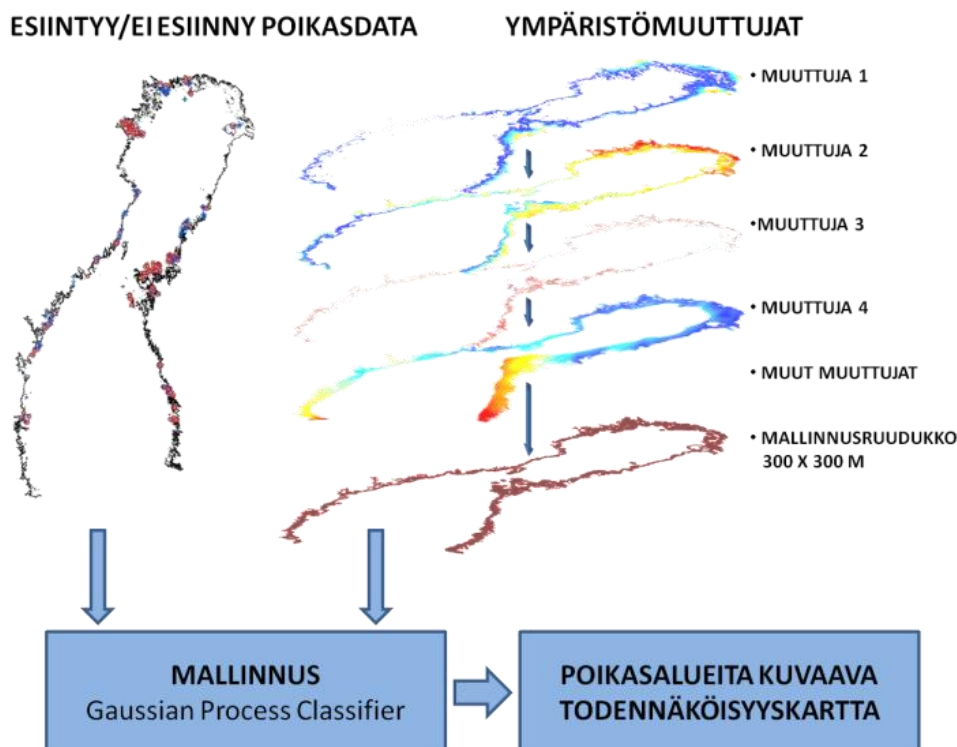 ESIINTYY/EI ESIINNY POIKASDATA
YMPÄRISTÖMUUTTUJAT
• MUUTTUJA 1
• MUUTTUJA 2
•MUUTTUJA 3
• MUUTTUJA 4
• MUUT MUUTTUJAT
• MALLINNUSRUUDUKKO
300 X 300 M
MALLINNUS
Gaussian Process Classifier
POIKASALUEITA KUVAAVA
TODENNÄKÖISYYSKARTTA